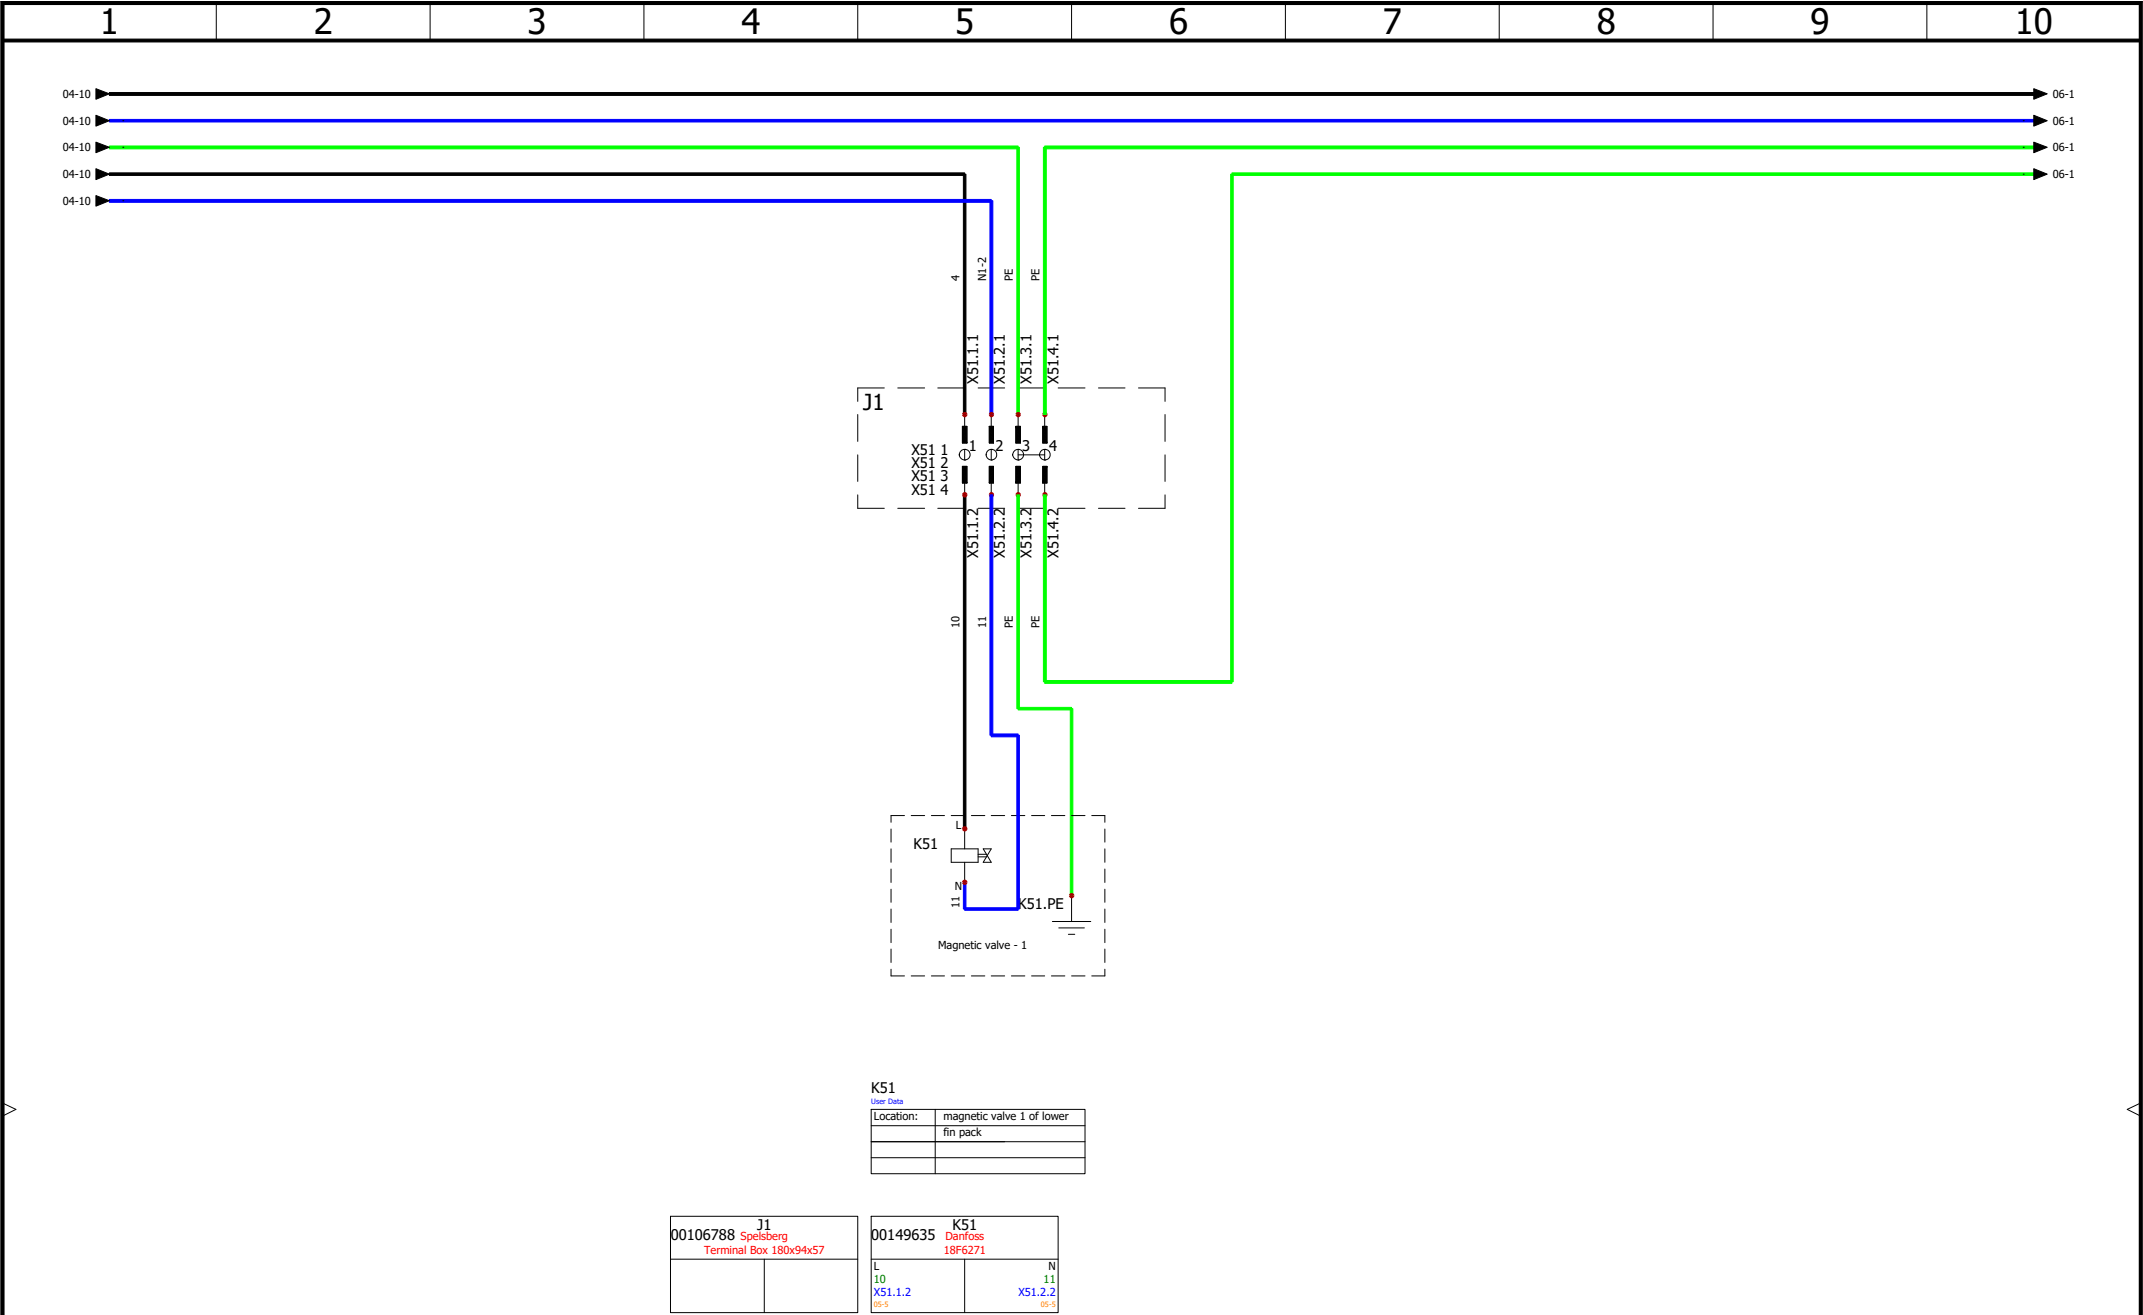 1 2 3 4 5 6 7 8 9 10
04-10 06-1
04-10 06-1
04-10 06-1
04-10 06-1
04-10
4 N1-2 PE PE
X51.1.1 X51.2.1 X51.3.1 X51.4.1
J1
X51 1 1 2 3 4
X51 2
X51 3
X51 4
X51.1.2 X51.2.2 X51.3.2 X51.4.2
10 11 PE PE
L
K51
N
11 K51.PE
Magnetic valve - 1
K51
User Data
Location: magnetic valve 1 of lower
fin pack
J1
00106788 Spelsberg
Terminal Box 180x94x57
K51
00149635 Danfoss
18F6271
L N
10 11
X51.1.2 X51.2.2
05-5 05-5